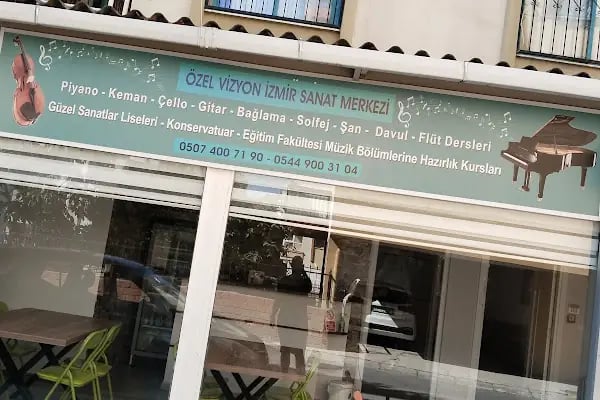 ÖZEL VİZYON İZMİR SANAT MERKEZİ
Piyano - Keman - Çello - Gitar - Bağlama - Solfej - Şan - Davul - Flüt Dersleri
Güzel Sanatlar Liseleri - Konservatuar - Eğitim Fakültesi Müzik Bölümlerine Hazırlık Kursları
0507 400 71 90 - 0544 900 31 04